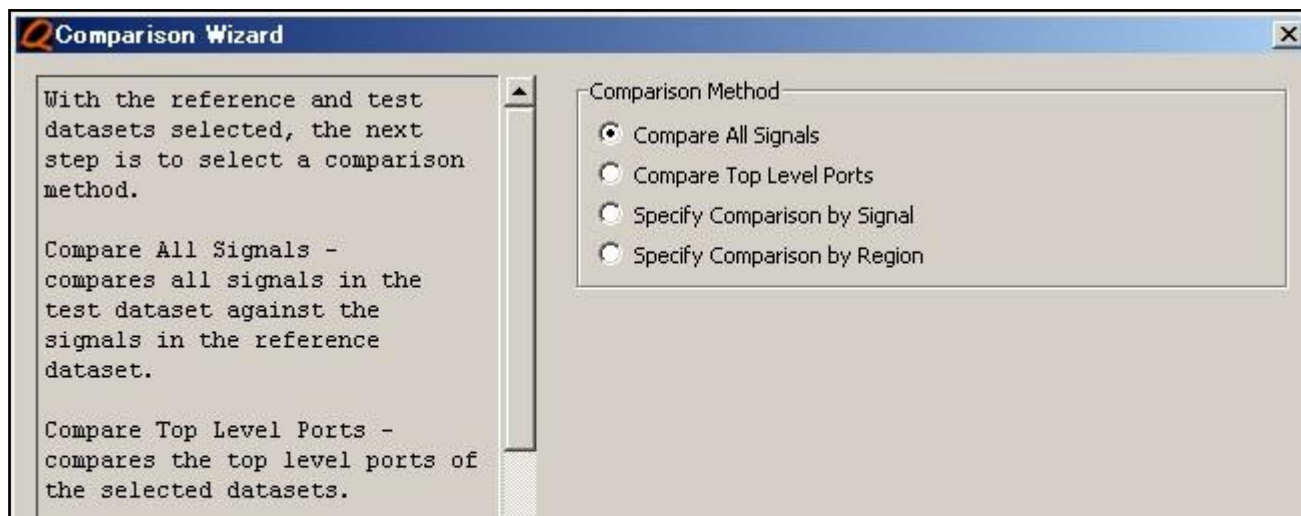 Comparison Wizard
With the reference and test
datasets selected, the next
step is to select a comparison
method.
Compare All Signals -
compares all signals in the
test dataset against the
signals in the reference
dataset.
Compare Top Level Ports -
compares the top level ports of
the selected datasets.
Comparison Method
Compare All Signals
Compare Top Level Ports
Specify Comparison by Signal
Specify Comparison by Region